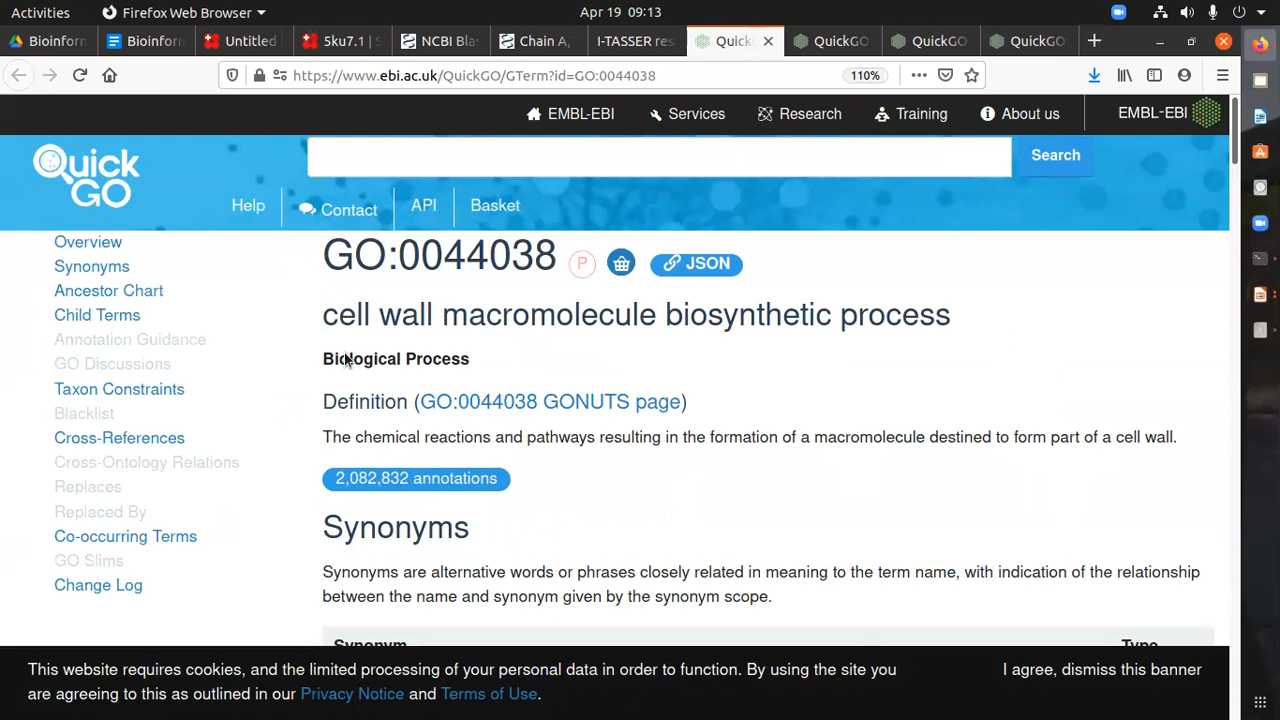 Activities Firefox Web Browser Apr 19 09:13
Bioinform Bioinforn Untitled 5ku7.1 | S NCBI Bla Chain A, I-TASSER res Quick QuickGO QuickGO QuickGO
https://www.ebi.ac.uk/QuickGO/GTerm?id=GO:0044038 110%
EMBL-EBI Services Research Training About us EMBL-EBI
Quick GO
Search
Help Contact API Basket
Overview
Synonyms
Ancestor Chart
Child Terms
Annotation Guidance
GO Discussions
Taxon Constraints
Blacklist
Cross-References
Cross-Ontology Relations
Replaces
Replaced By
Co-occurring Terms
GO Slims
Change Log
GO:0044038 P JSON
cell wall macromolecule biosynthetic process
Biological Process
Definition (GO:0044038 GONUTS page)
The chemical reactions and pathways resulting in the formation of a macromolecule destined to form part of a cell wall.
2,082,832 annotations
Synonyms
Synonyms are alternative words or phrases closely related in meaning to the term name, with indication of the relationship
between the name and synonym given by the synonym scope.
Synonym Type
This website requires cookies, and the limited processing of your personal data in order to function. By using the site you
are agreeing to this as outlined in our Privacy Notice and Terms of Use.
I agree, dismiss this banner